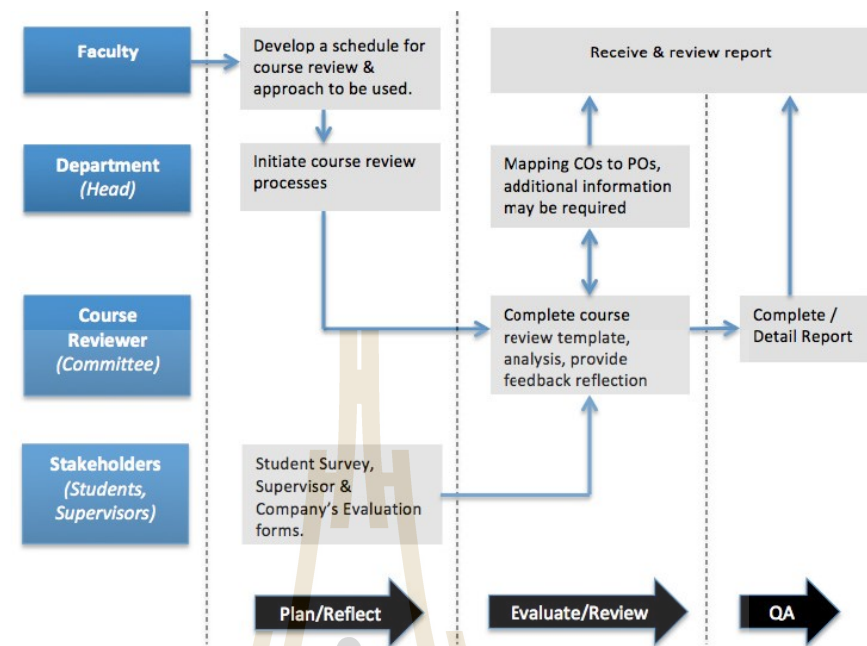 Faculty
Develop a schedule for
course review &
approach to be used.
Receive & review report
Department
(Head)
Initiate course review
processes
Mapping COs to POs,
additional information
may be required
Course
Reviewer
(Committee)
Complete course
review template,
analysis, provide
feedback reflection
Complete /
Detail Report
Stakeholders
(Students,
Supervisors)
Student Survey,
Supervisor &
Company's Evaluation
forms.
Plan/Reflect
Evaluate/Review
QA